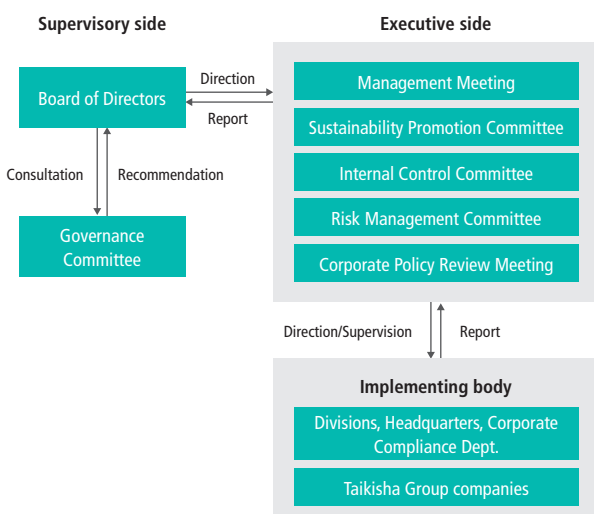 Supervisory side
Executive side
Board of Directors
Direction
Report
Management Meeting
Sustainability Promotion Committee
Internal Control Committee
Risk Management Committee
Corporate Policy Review Meeting
Consultation
Recommendation
Governance
Committee
Direction/Supervision
Report
Implementing body
Divisions, Headquarters, Corporate
Compliance Dept.
Taikisha Group companies